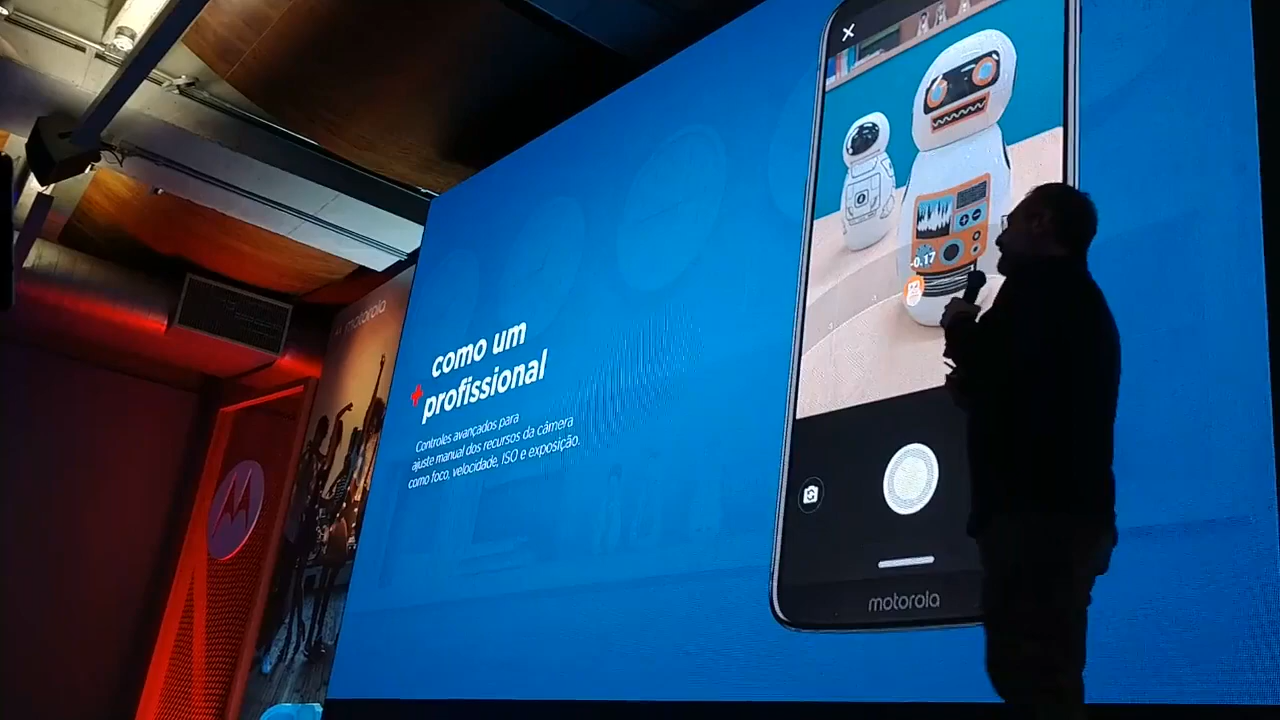 motorola
como um
profissional
Controles avançados para
ajuste manual dos recursos da câmera
como foco, velocidade, ISO e exposição.
-0.17
motorola